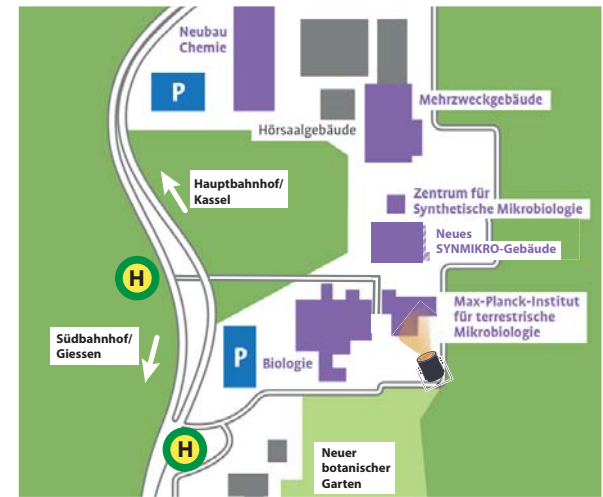 Neubau
Chemie
P
Mehrzweckgebäude
Hörsaalgebäude
Hauptbahnhof/
Kassel
Zentrum für
Synthetische Mikrobiologie
Neues
SYNMIKRO-Gebäude
H
Max-Planck-Institut
für terrestrische
Mikrobiologie
Südbahnhof/
Giessen
P
Biologie
H
Neuer
botanischer
Garten